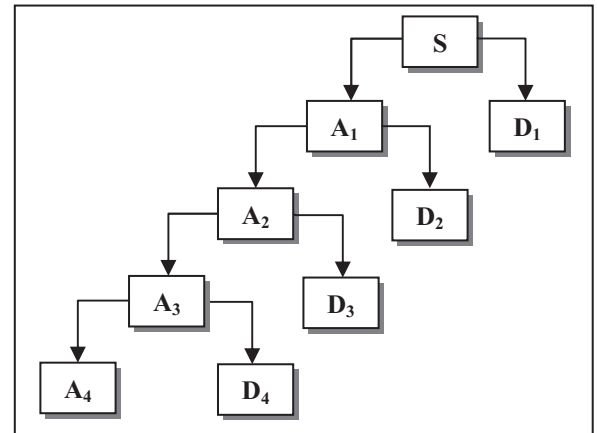 S
A₁ D₁
A₂ D₂
A₃ D₃
A₄ D₄